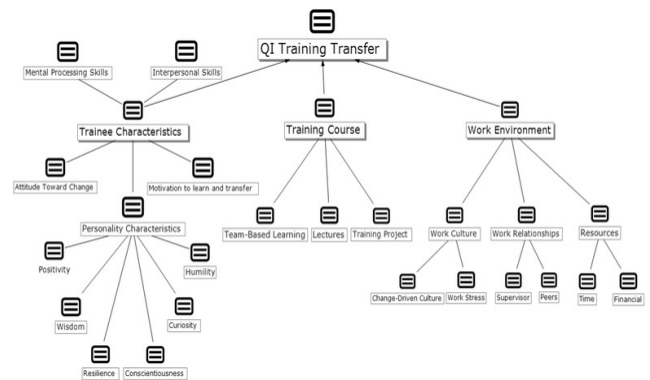 QI Training Transfer
Mental Processing Skills
Interpersonal Skills
Trainee Characteristics
Training Course
Work Environment
Attitude Toward Change
Motivation to learn and transfer
Personality Characteristics
Team-Based Learning
Lectures
Training Project
Work Culture
Work Relationships
Resources
Positivity
Humility
Wisdom
Curiosity
Resilience
Conscientiousness
Change-Driven Culture
Work Stress
Supervisor
Peers
Time
Financial